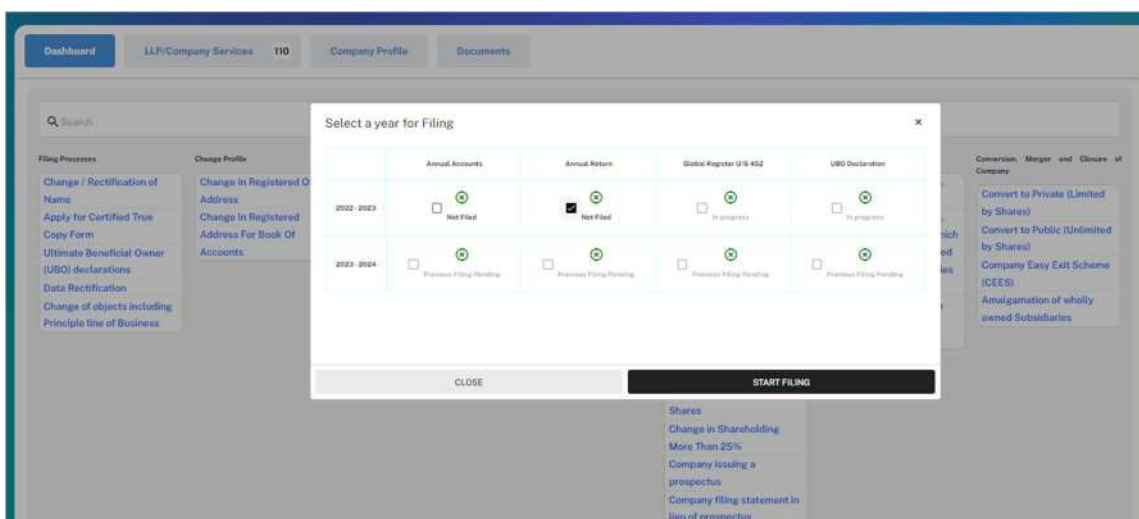 Dashboard
LLP/Company Services 110
Company Profile
Documents
Search
Select a year for Filing
Annual Accounts
Annual Return
Global Register U/S 452
UBO Declaration
2022 - 2023
Not Filed
Not Filed
In progress
In progress
2023 - 2024
Previous Filing Pending
Previous Filing Pending
Previous Filing Pending
Previous Filing Pending
CLOSE
START FILING
Filing Processes
Change / Rectification of
Name
Apply for Certified True
Copy Form
Ultimate Beneficial Owner
(UBO) declarations
Data Rectification
Change of objects including
Principle line of Business
Change Profile
Change in Registered O
Address
Change in Registered
Address For Book Of
Accounts
Shares
Change in Shareholding
More Than 25%
Company issuing a
prospectus
Company filing statement in
lieu of prospectus
Conversion, Merger and Closure of
Company
Convert to Private (Limited
by Shares)
Convert to Public (Unlimited
by Shares)
Company Easy Exit Scheme
(CEES)
Amalgamation of wholly
owned Subsidiaries